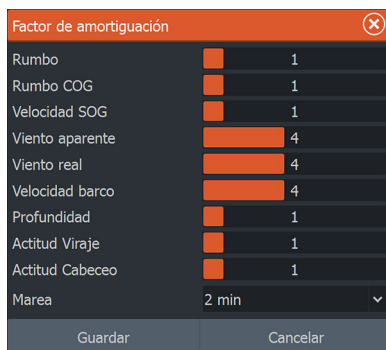 Factor de amortiguación
Rumbo 1
Rumbo COG 1
Velocidad SOG 1
Viento aparente 4
Viento real 4
Velocidad barco 4
Profundidad 1
Actitud Viraje 1
Actitud Cabeceo 1
Marea 2 min
Guardar Cancelar